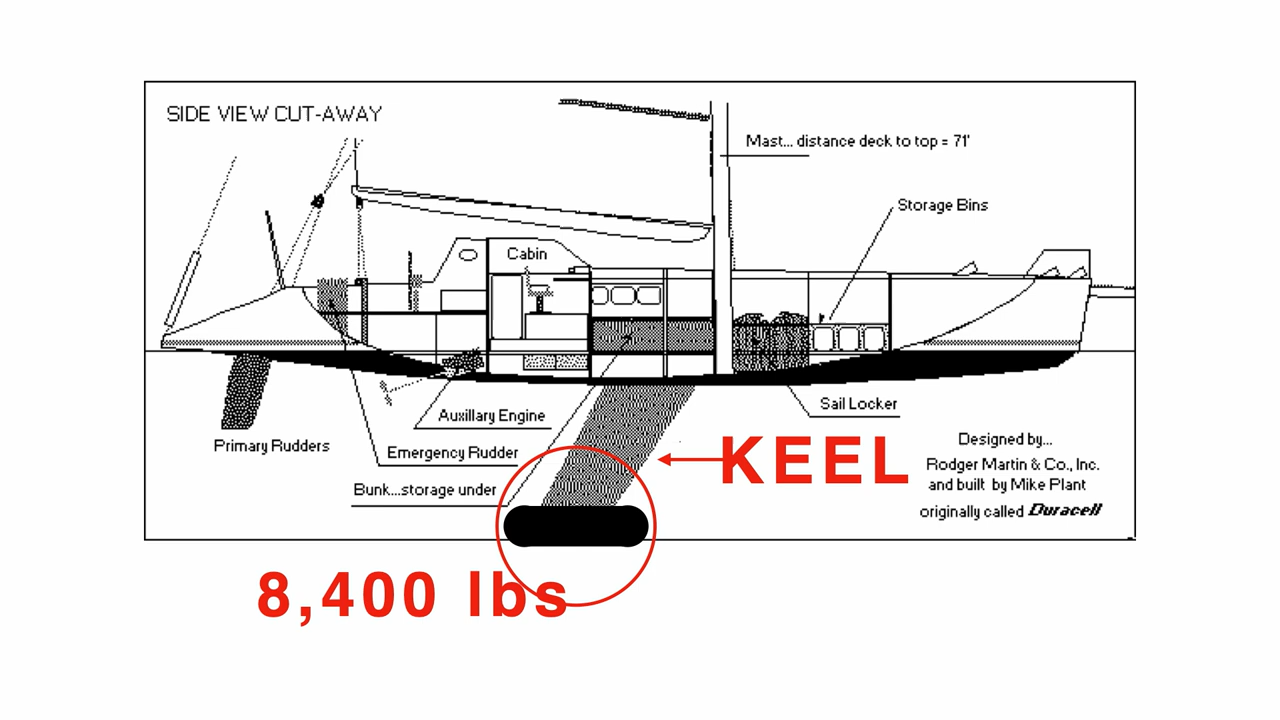 SIDE VIEW CUT-AWAY
Mast... distance deck to top = 71'
Storage Bins
Cabin
Sail Locker
Auxillary Engine
Primary Rudders
Emergency Rudder
Bunk...storage under
KEEL
Designed by...
Rodger Martin & Co., Inc.
and built by Mike Plant
originally called Duracell
8,400 lbs